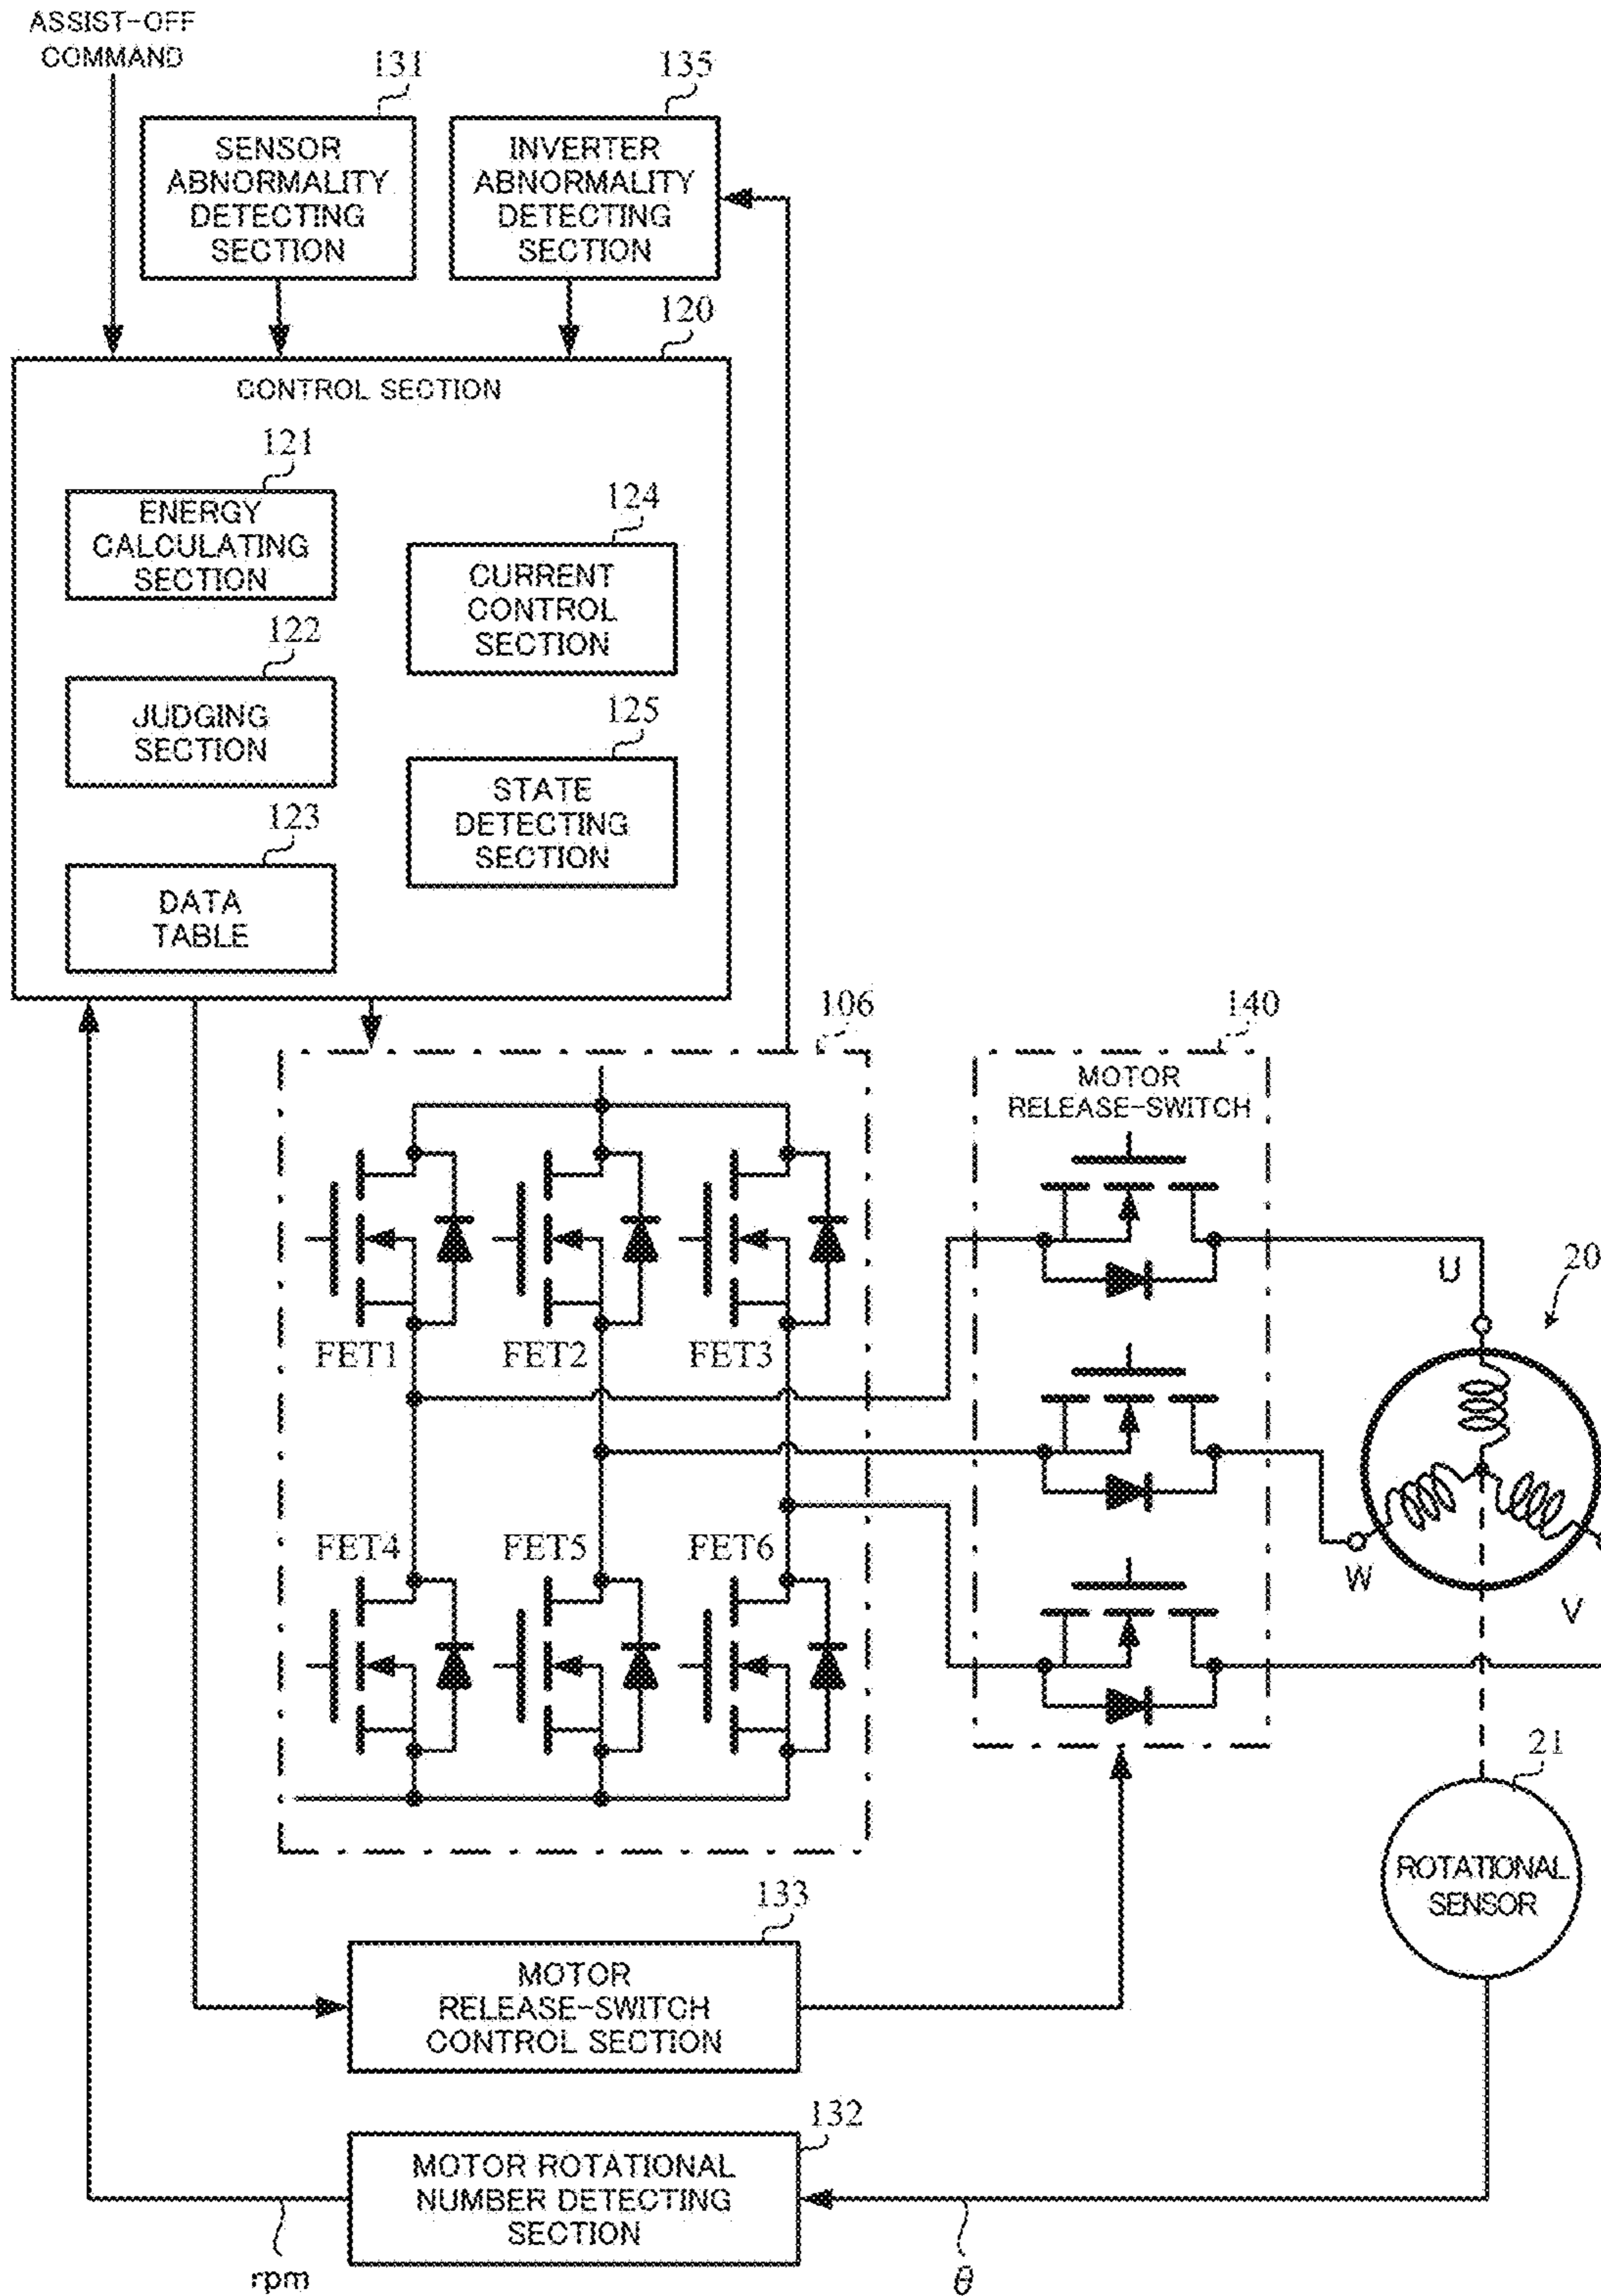 ASSIST-OFF
COMMAND
131
135
SENSOR
ABNORMALITY
DETECTING
SECTION
INVERTER
ABNORMALITY
DETECTING
SECTION
120
CONTROL SECTION
121
ENERGY
CALCULATING
SECTION
124
CURRENT
CONTROL
SECTION
122
JUDGING
SECTION
125
STATE
DETECTING
SECTION
123
DATA
TABLE
106
140
MOTOR
RELEASE-SWITCH
FET1
FET2
FET3
U
20
FET4
FET5
FET6
W
V
21
ROTATIONAL
SENSOR
133
MOTOR
RELEASE-SWITCH
CONTROL SECTION
132
MOTOR ROTATIONAL
NUMBER DETECTING
SECTION
rpm
θ